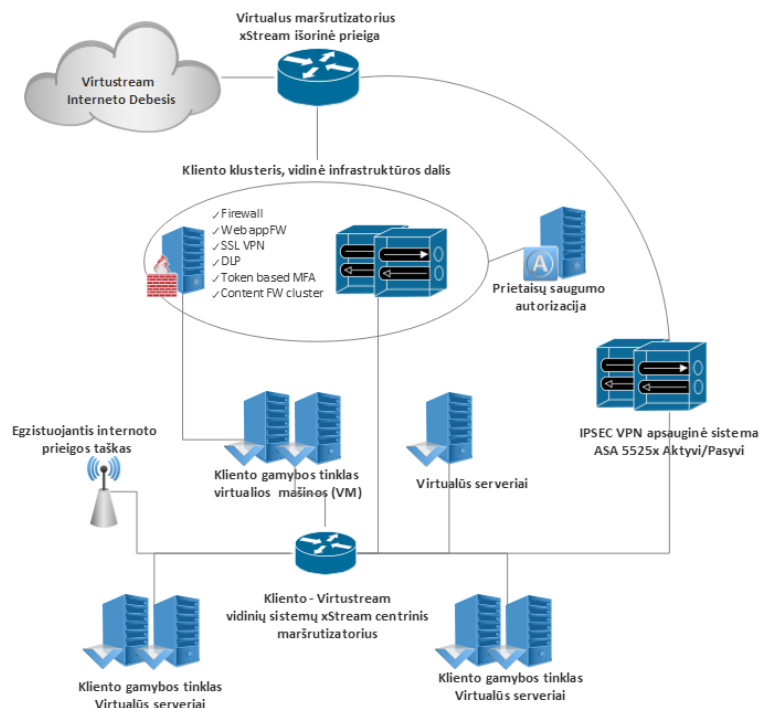 Virtualus maršrutizatorius
xStream išorinė prieiga
Virtustream
Interneto Debesis
Kliento klusteris, vidinė infrastruktūros dalis
✓Firewall
✓Web appFW
✓SSL VPN
✓DLP
✓Token based MFA
✓Content FW cluster
A
Prietaisų saugumo
autorizacija
IPSEC VPN apsauginė sistema
ASA 5525x Aktyvi/Pasyvi
Egzistuojantis internoto
prieigos taškas
Kliento gamybos tinklas
virtualios mašinos (VM)
Virtualūs serveriai
Kliento - Virtustream
vidinių sistemų xStream centrinis
maršrutizatorius
Kliento gamybos tinklas
Virtualūs serveriai
Kliento gamybos tinklas
Virtualūs serveriai